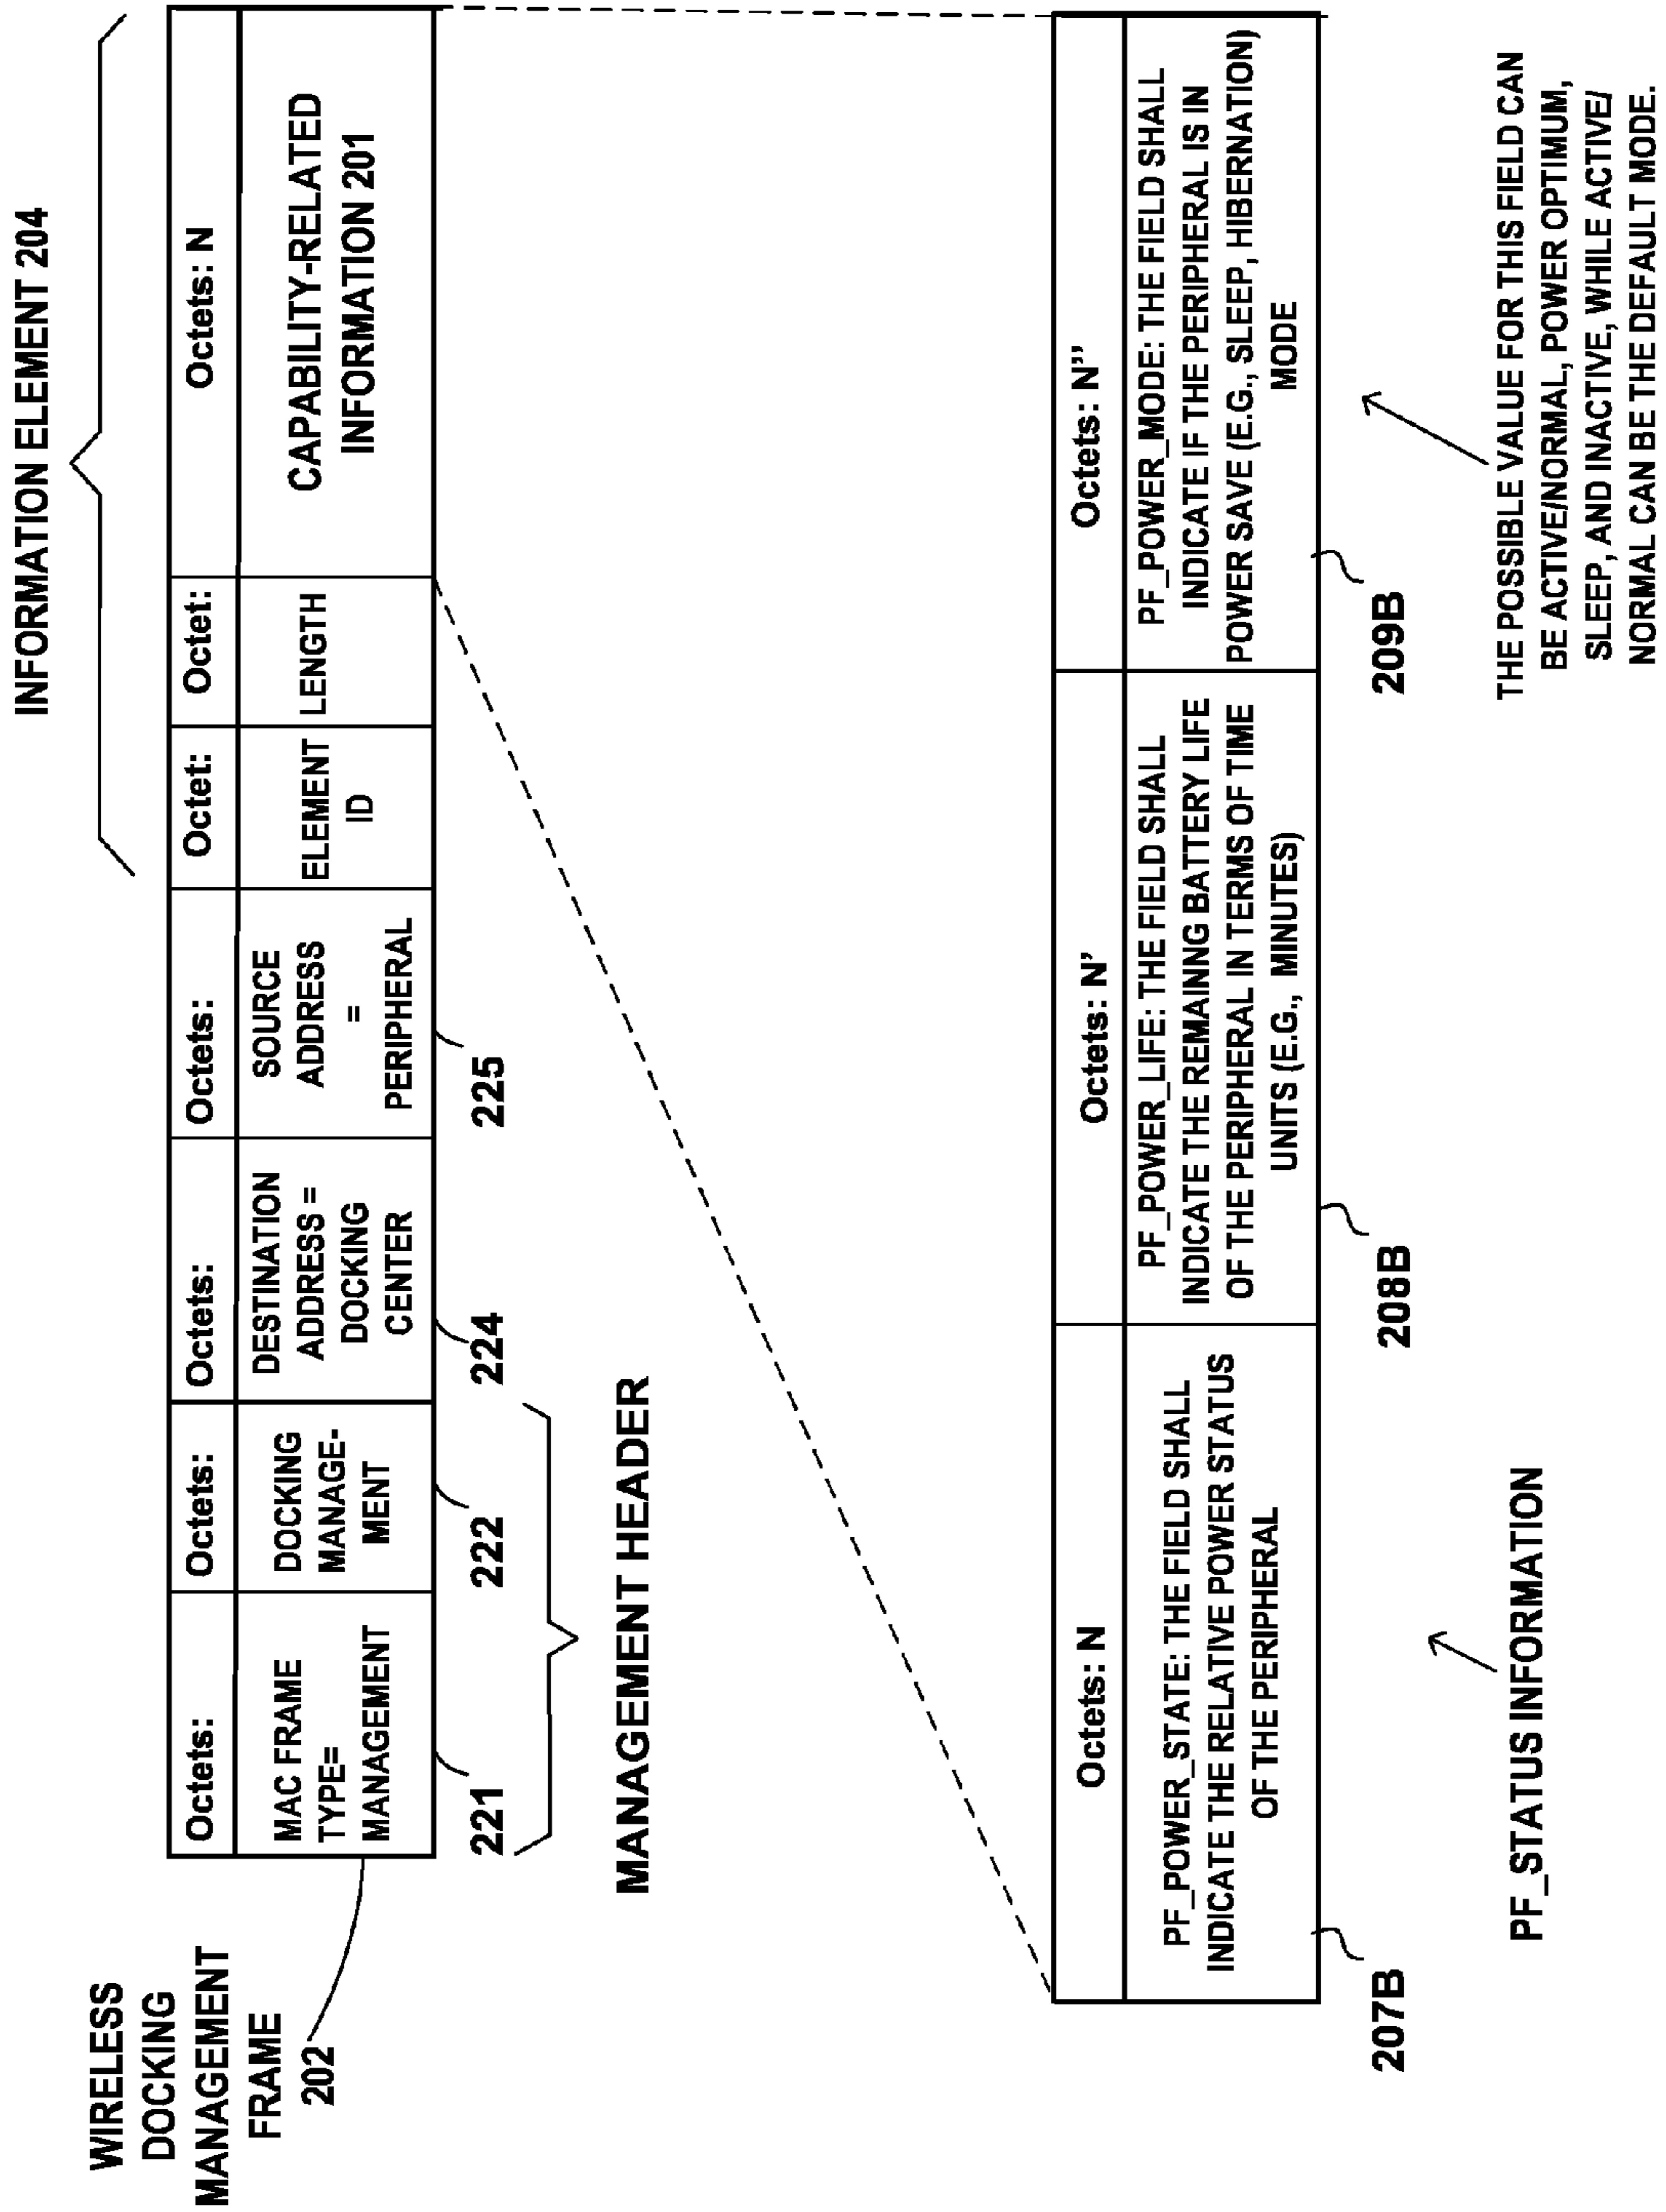 WIRELESS
DOCKING
MANAGEMENT
FRAME
202
INFORMATION ELEMENT 204
Octets:
Octets:
Octets:
Octets:
Octet:
Octet:
Octets: N
MAC FRAME
TYPE=
MANAGEMENT
DOCKING
MANAGE-
MENT
DESTINATION
ADDRESS =
DOCKING
CENTER
SOURCE
ADDRESS
=
PERIPHERAL
ELEMENT
ID
LENGTH
CAPABILITY-RELATED
INFORMATION 201
221
222
224
225
MANAGEMENT HEADER
Octets: N
Octets: N'
Octets: N''
PF_POWER_STATE: THE FIELD SHALL
INDICATE THE RELATIVE POWER STATUS
OF THE PERIPHERAL
PF_POWER_LIFE: THE FIELD SHALL
INDICATE THE REMAINING BATTERY LIFE
OF THE PERIPHERAL IN TERMS OF TIME
UNITS (E.G., MINUTES)
PF_POWER_MODE: THE FIELD SHALL
INDICATE IF THE PERIPHERAL IS IN
POWER SAVE (E.G., SLEEP, HIBERNATION)
MODE
207B
208B
209B
PF_STATUS INFORMATION
THE POSSIBLE VALUE FOR THIS FIELD CAN
BE ACTIVE/NORMAL, POWER OPTIMUM,
SLEEP, AND INACTIVE, WHILE ACTIVE/
NORMAL CAN BE THE DEFAULT MODE.